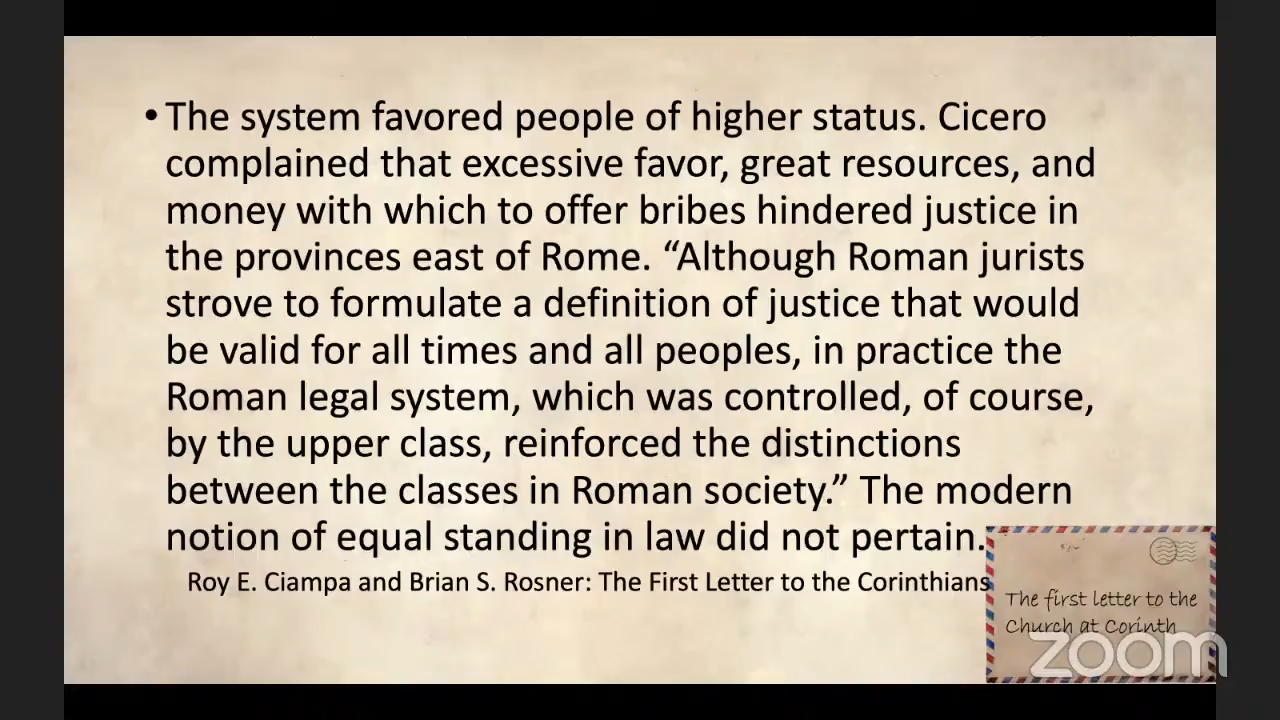 • The system favored people of higher status. Cicero
complained that excessive favor, great resources, and
money with which to offer bribes hindered justice in
the provinces east of Rome. “Although Roman jurists
strove to formulate a definition of justice that would
be valid for all times and all peoples, in practice the
Roman legal system, which was controlled, of course,
by the upper class, reinforced the distinctions
between the classes in Roman society.” The modern
notion of equal standing in law did not pertain.
Roy E. Ciampa and Brian S. Rosner: The First Letter to the Corinthians
The first letter to the
Church at Corinth
zoom